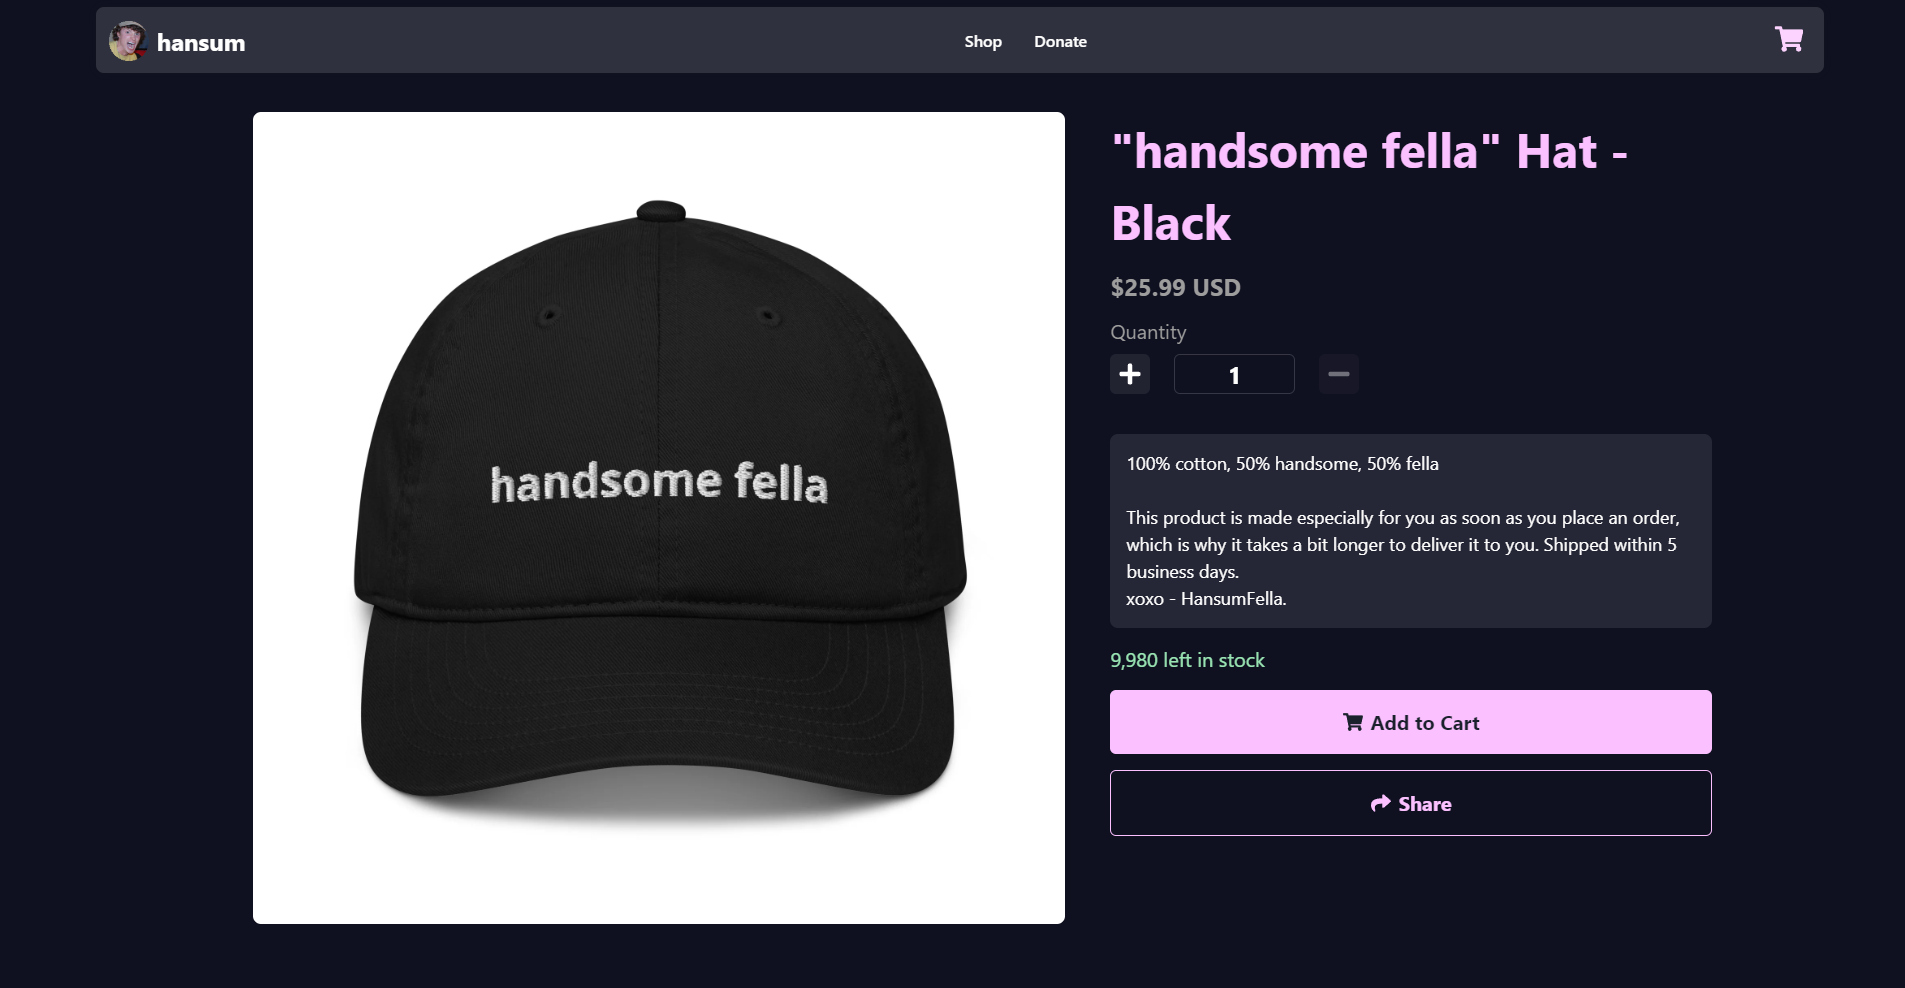 hansum
Shop
Donate
"handsome fella" Hat -
Black
$25.99 USD
Quantity
1
handsome fella
100% cotton, 50% handsome, 50% fella
This product is made especially for you as soon as you place an order,
which is why it takes a bit longer to deliver it to you. Shipped within 5
business days.
xoxo - HansumFella.
9,980 left in stock
Add to Cart
Share